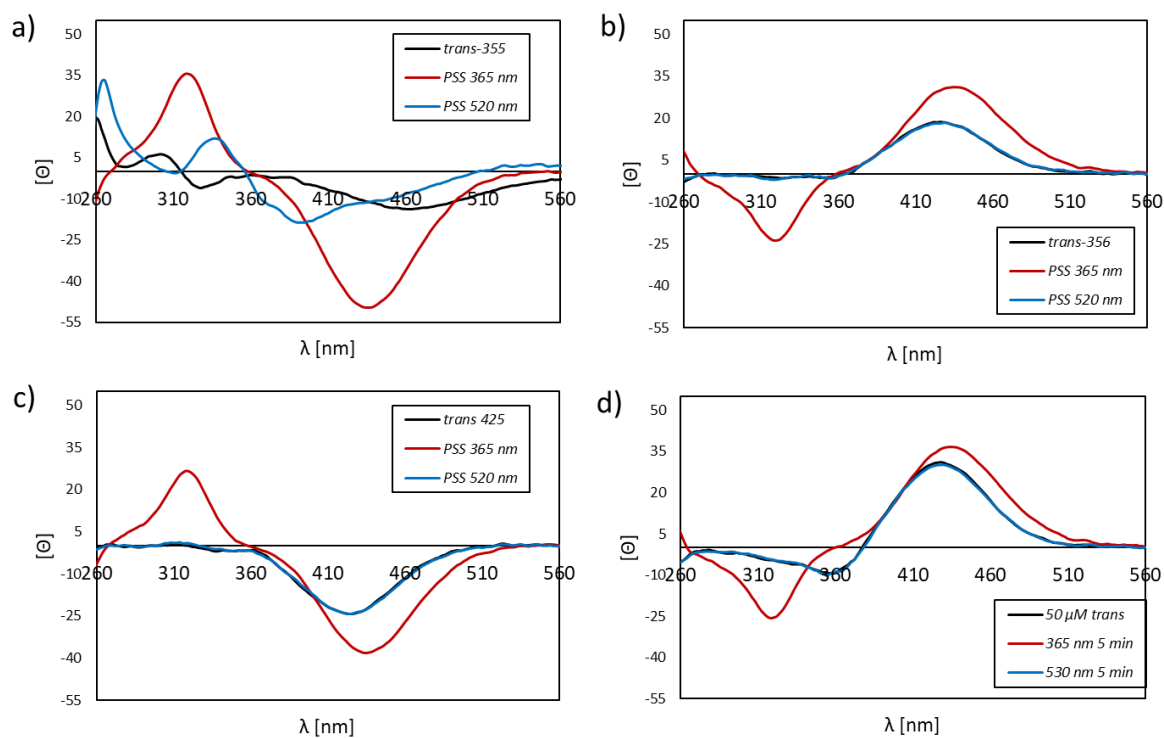 a)
50
35
20
5
-10
-25
-40
-55
[Θ]
260 310 360 410 460 510 560
λ [nm]
trans-355
PSS 365 nm
PSS 520 nm
b)
50
35
20
5
-10
-25
-40
-55
[Θ]
260 310 360 410 460 510 560
λ [nm]
trans-356
PSS 365 nm
PSS 520 nm
c)
50
35
20
5
-10
-25
-40
-55
[Θ]
260 310 360 410 460 510 560
λ [nm]
trans 425
PSS 365 nm
PSS 520 nm
d)
50
35
20
5
-10
-25
-40
-55
[Θ]
260 310 360 410 460 510 560
λ [nm]
50 μM trans
365 nm 5 min
530 nm 5 min